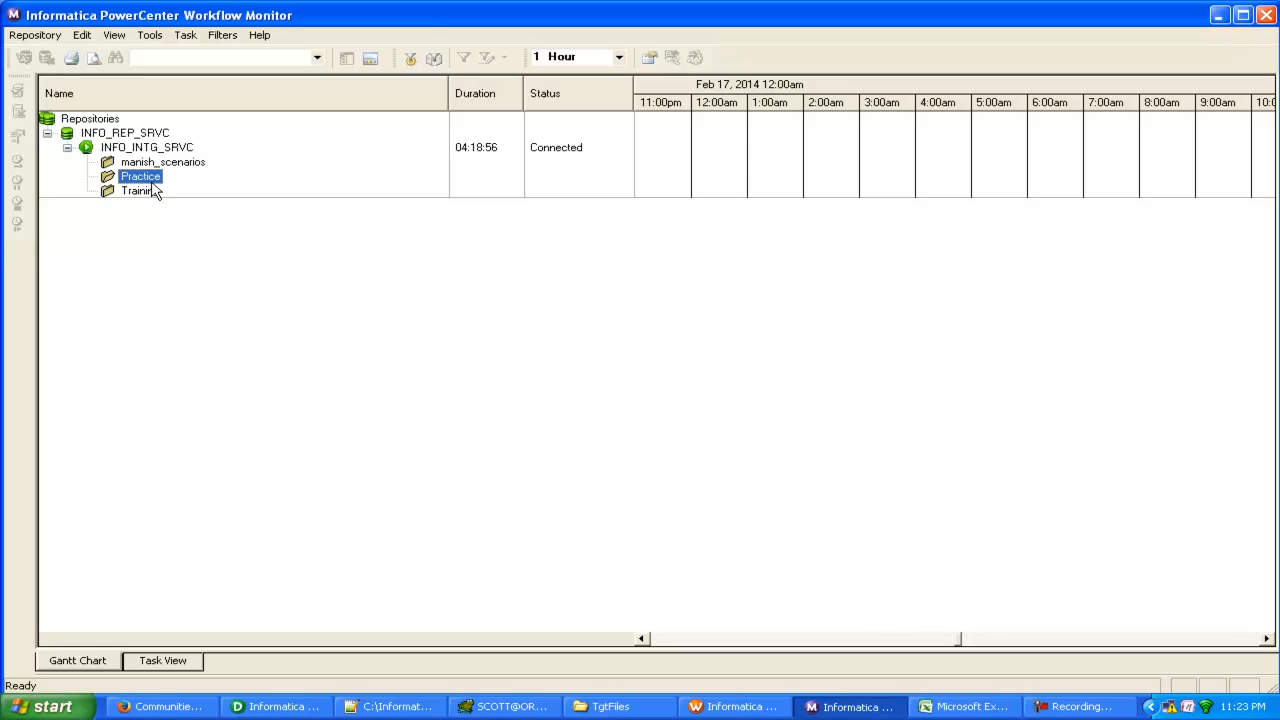 Informatica PowerCenter Workflow Monitor
Repository Edit View Tools Task Filters Help
1 Hour
Name Duration Status Feb 17, 2014 12:00am
11:00pm 12:00am 1:00am 2:00am 3:00am 4:00am 5:00am 6:00am 7:00am 8:00am 9:00am 10:0
Repositories
INFO_REP_SRVC
INFO_INTG_SRVC 04:18:56 Connected
manish_scenarios
Practice
Trainin
Gantt Chart Task View
Ready
start Communitie... Informatica ... C:\Informat... SCOTT@OR... TgtFiles Informatica ... Informatica ... Microsoft Ex... Recording... 11:23 PM